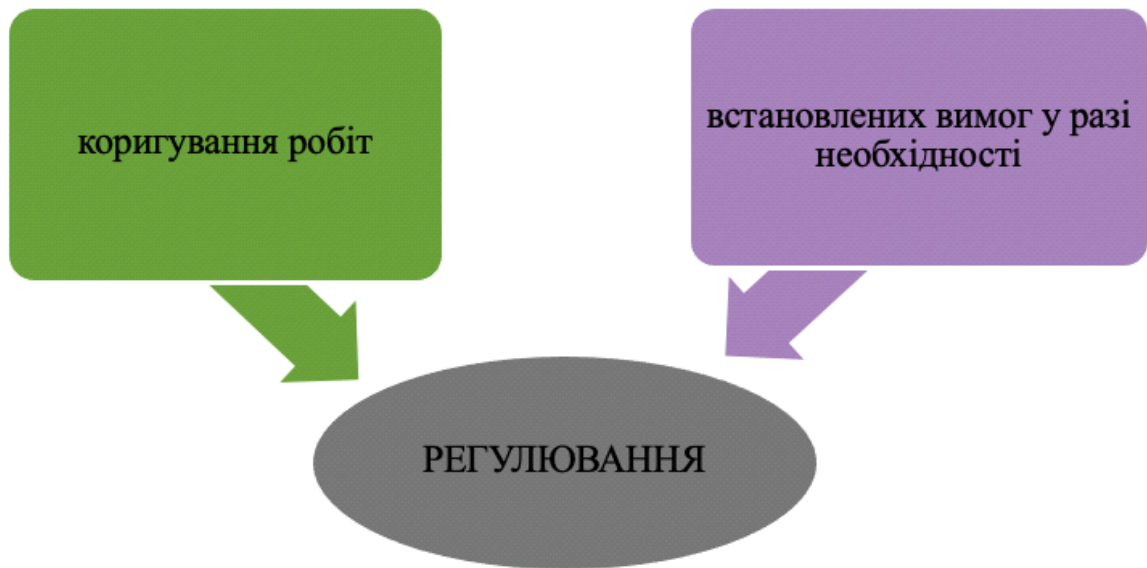 коригування робіт
встановлених вимог у разі
необхідності
РЕГУЛЮВАННЯ